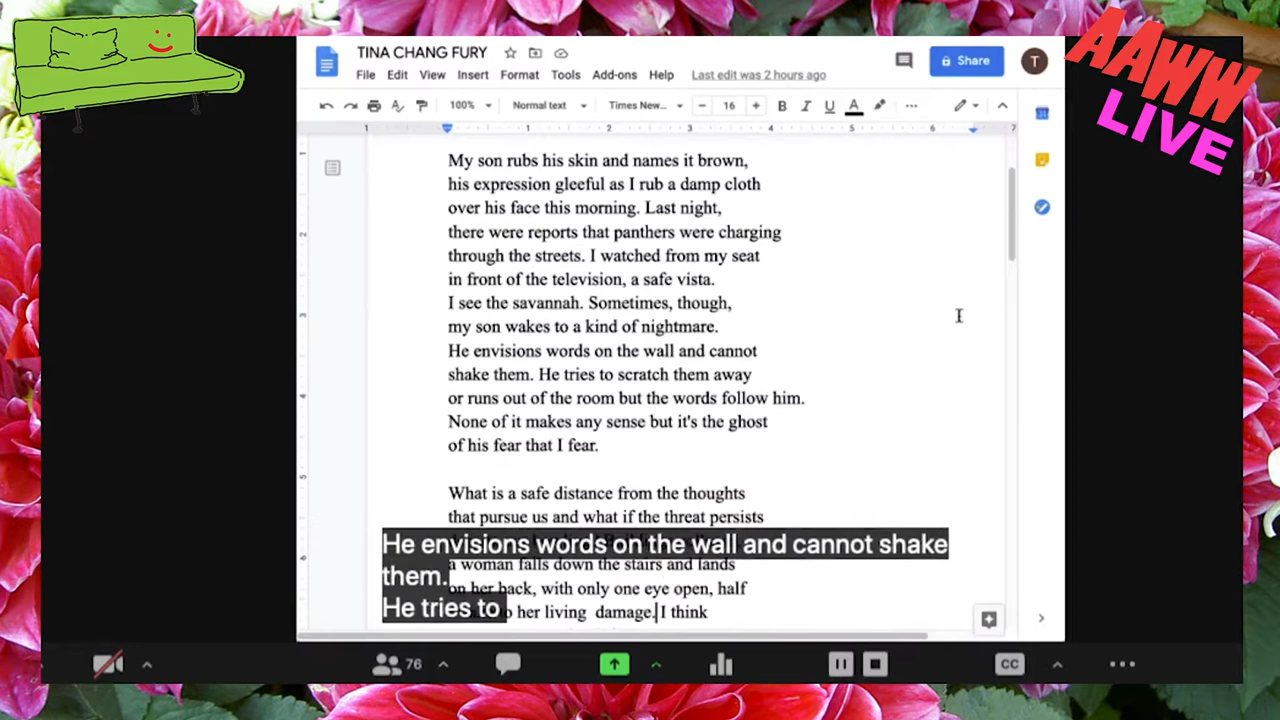 AAWW
LIVE
TINA CHANG FURY
File Edit View Insert Format Tools Add-ons Help Last edit was 2 hours ago
Share
T
100% Normal text Times New... 16 B I U A
1 1 2 3 4 5 6 7
My son rubs his skin and names it brown,
his expression gleeful as I rub a damp cloth
over his face this morning. Last night,
there were reports that panthers were charging
through the streets. I watched from my seat
in front of the television, a safe vista.
I see the savannah. Sometimes, though,
my son wakes to a kind of nightmare.
He envisions words on the wall and cannot
shake them. He tries to scratch them away
or runs out of the room but the words follow him.
None of it makes any sense but it's the ghost
of his fear that I fear.
What is a safe distance from the thoughts
that pursue us and what if the threat persists
a woman falls down the stairs and lands
on her back, with only one eye open, half
her living damage. I think
He envisions words on the wall and cannot shake
them.
He tries to
76
CC